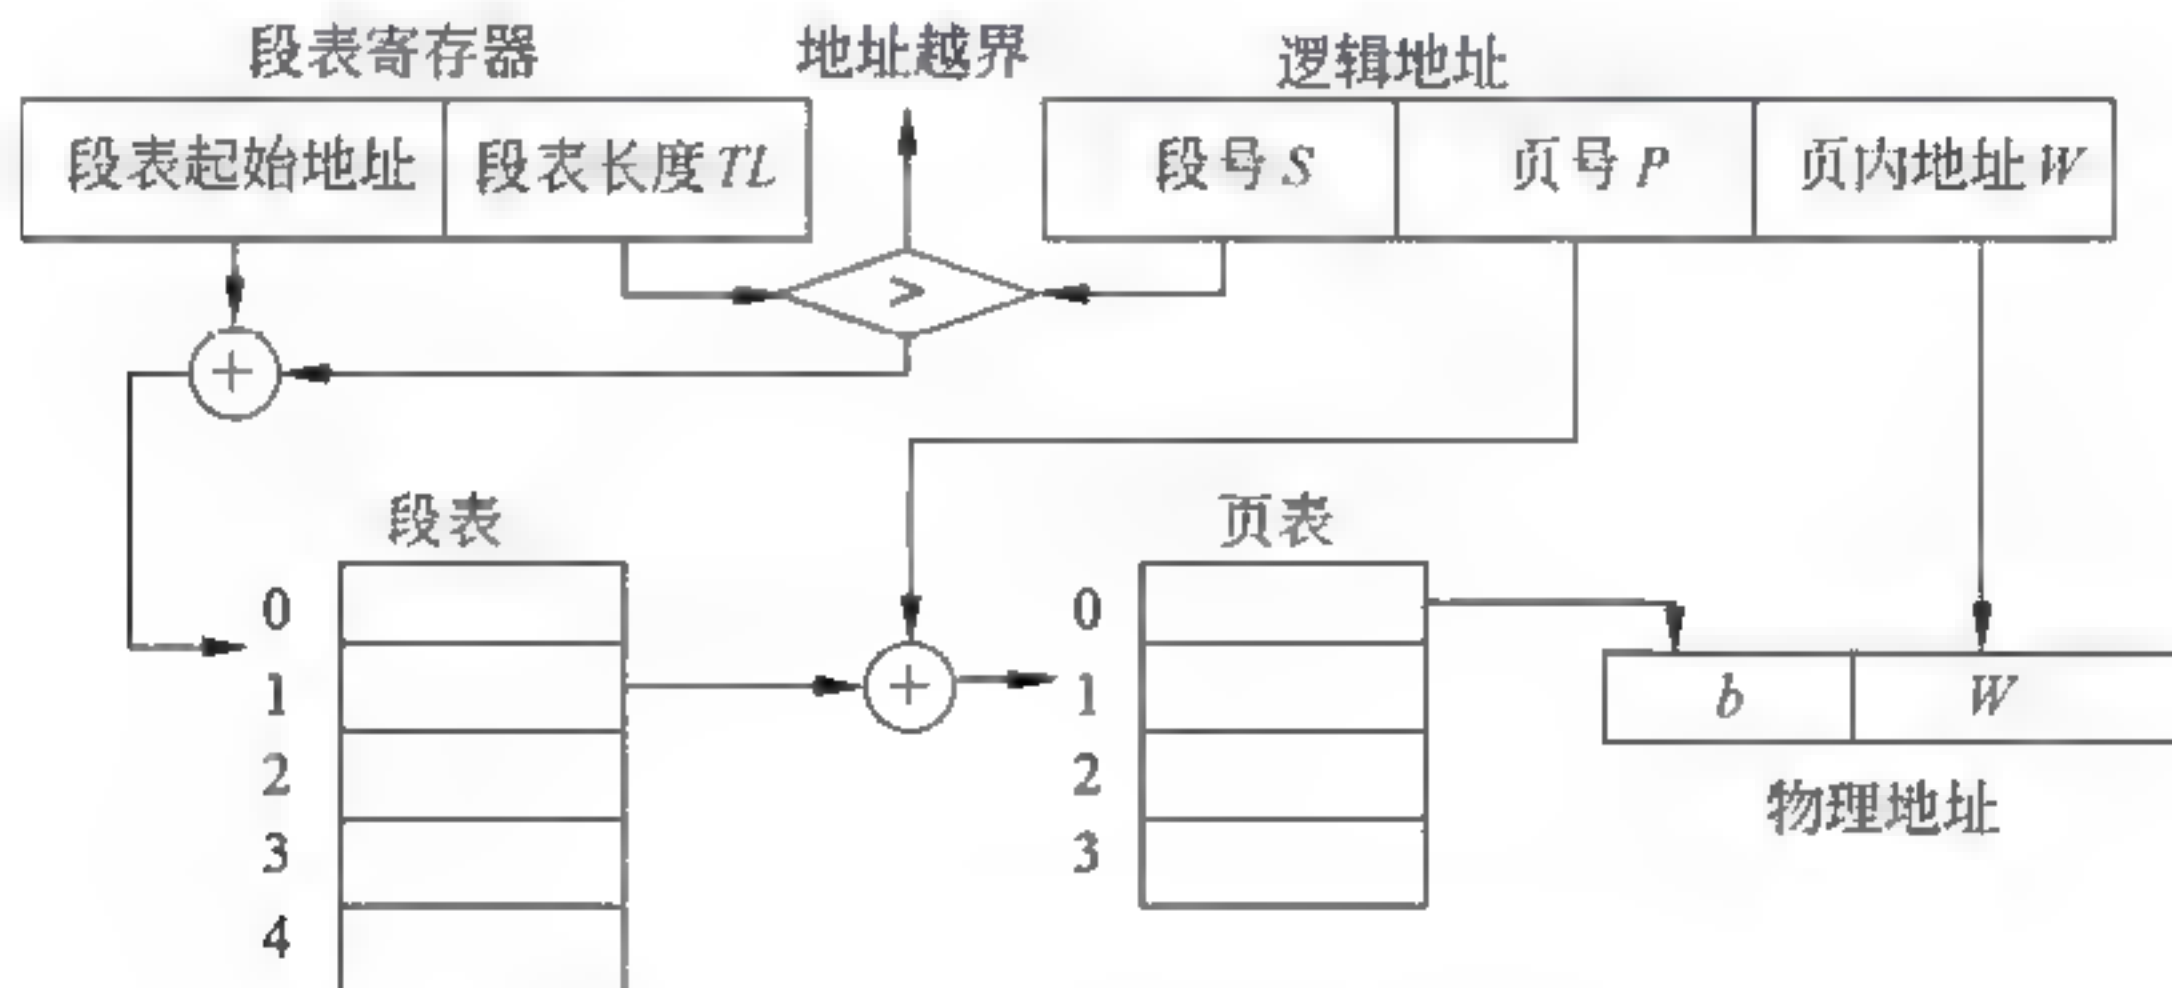 段表寄存器
地址越界
逻辑地址
段表起始地址
段表长度TL
段号S
页号P
页内地址W
>
+
段表
页表
0
1
2
3
4
+
0
1
2
3
b
W
物理地址